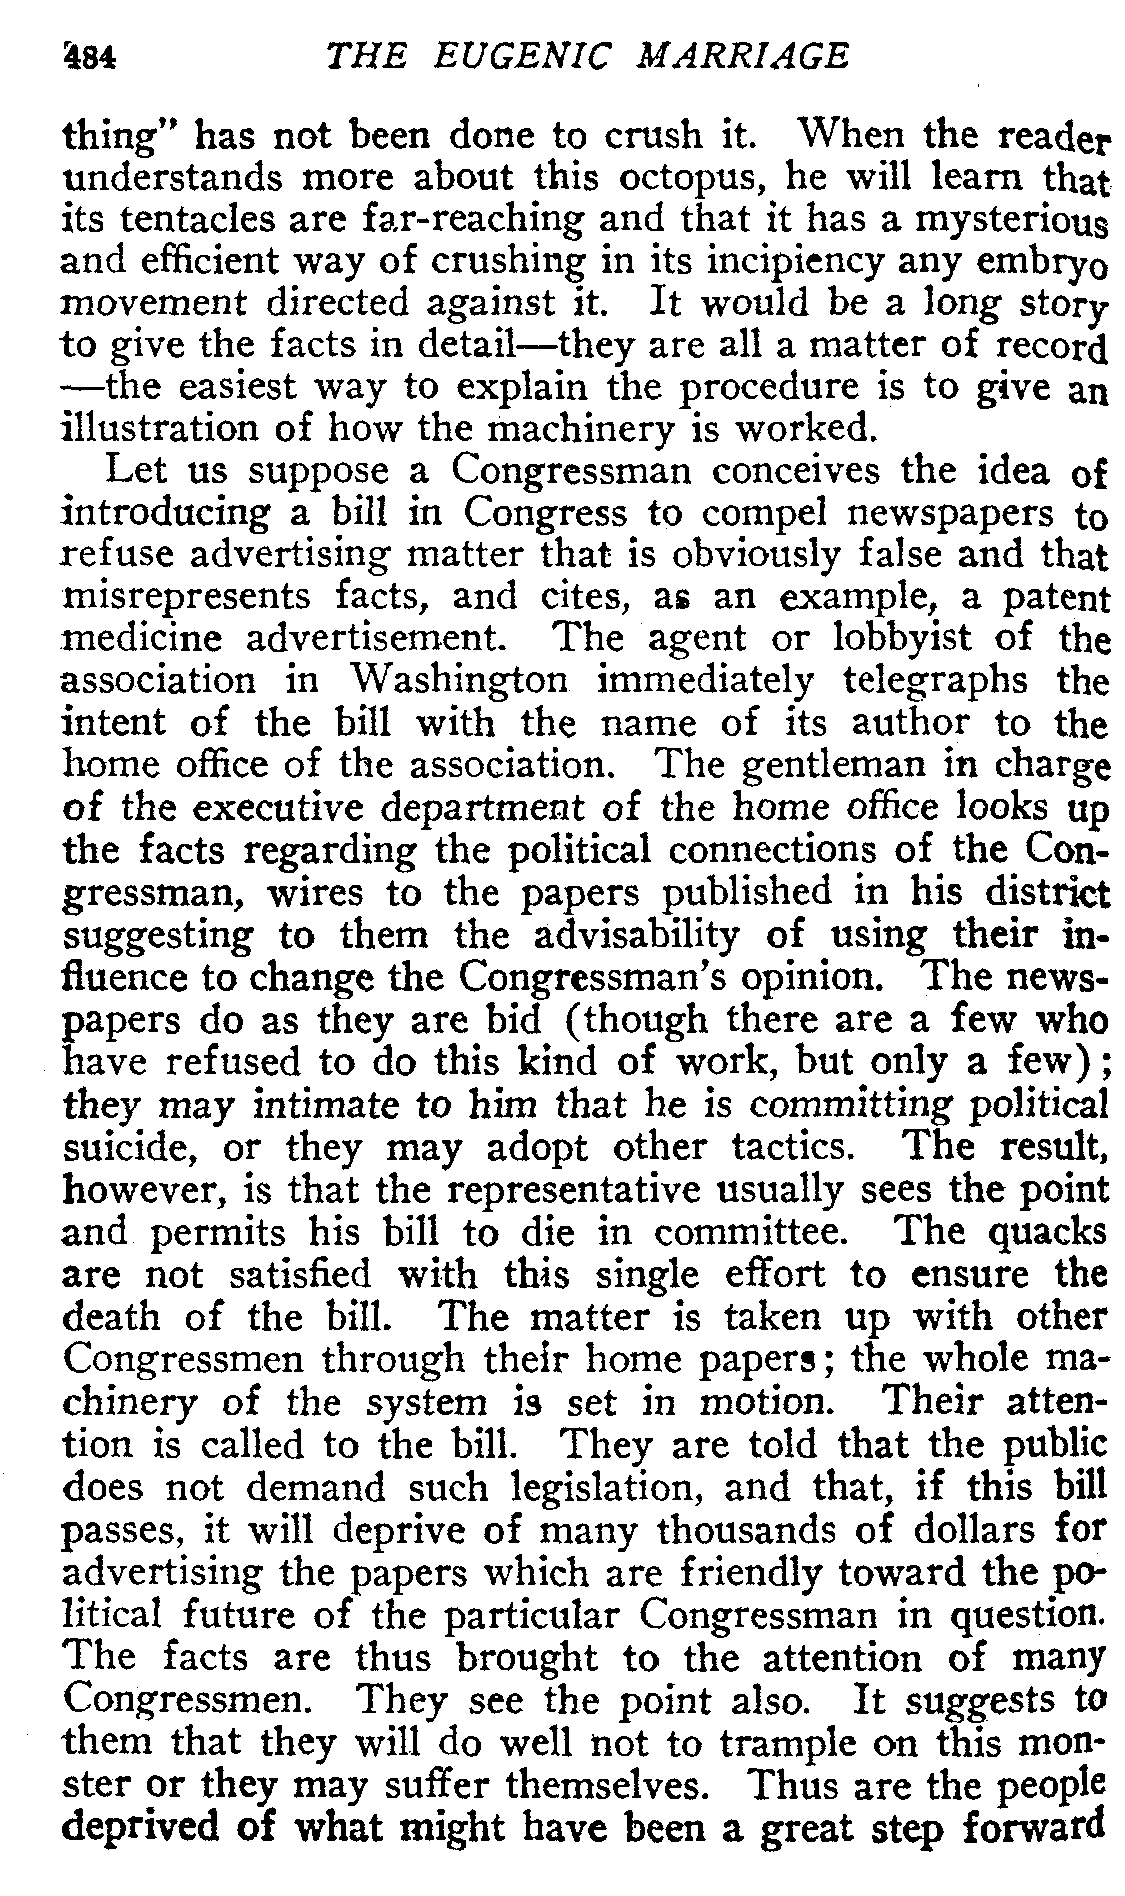 484 THE EUGENIC MARRIAGE
thing" has not been done to crush it. When the reader
understands more about this octopus, he will learn that
its tentacles are far-reaching and that it has a mysterious
and efficient way of crushing in its incipiency any embryo
movement directed against it. It would be a long story
to give the facts in detail—they are all a matter of record
—the easiest way to explain the procedure is to give an
illustration of how the machinery is worked.
Let us suppose a Congressman conceives the idea of
introducing a bill in Congress to compel newspapers to
refuse advertising matter that is obviously false and that
misrepresents facts, and cites, as an example, a patent
medicine advertisement. The agent or lobbyist of the
association in Washington immediately telegraphs the
intent of the bill with the name of its author to the
home office of the association. The gentleman in charge
of the executive department of the home office looks up
the facts regarding the political connections of the Con-
gressman, wires to the papers published in his district
suggesting to them the advisability of using their in-
fluence to change the Congressman's opinion. The news-
papers do as they are bid (though there are a few who
have refused to do this kind of work, but only a few);
they may intimate to him that he is committing political
suicide, or they may adopt other tactics. The result,
however, is that the representative usually sees the point
and permits his bill to die in committee. The quacks
are not satisfied with this single effort to ensure the
death of the bill. The matter is taken up with other
Congressmen through their home papers; the whole ma-
chinery of the system is set in motion. Their atten-
tion is called to the bill. They are told that the public
does not demand such legislation, and that, if this bill
passes, it will deprive of many thousands of dollars for
advertising the papers which are friendly toward the po-
litical future of the particular Congressman in question.
The facts are thus brought to the attention of many
Congressmen. They see the point also. It suggests to
them that they will do well not to trample on this mon-
ster or they may suffer themselves. Thus are the people
deprived of what might have been a great step forward